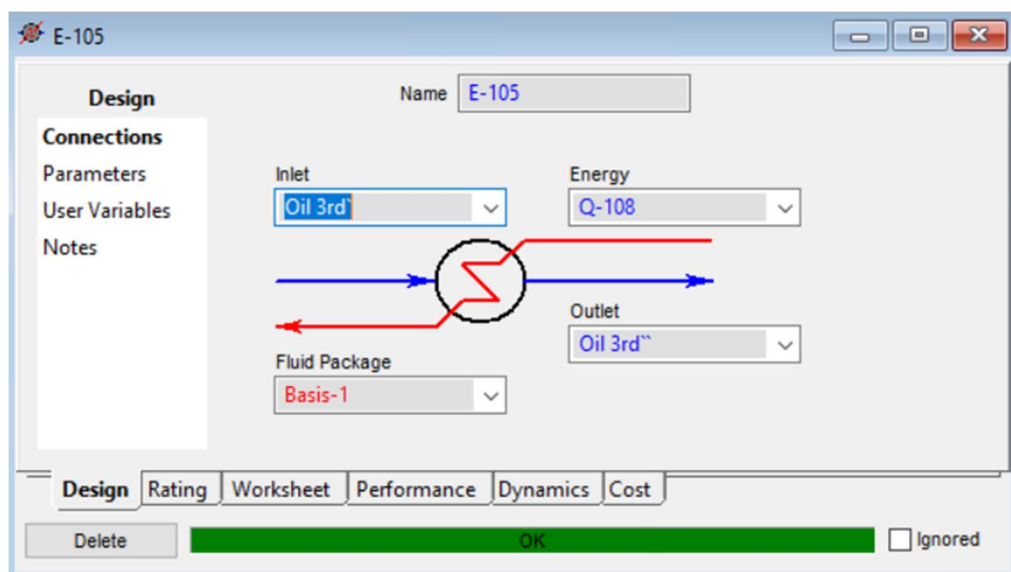 E-105
Design
Name E-105
Connections
Parameters
User Variables
Notes
Inlet
Oil 3rd`
Energy
Q-108
Outlet
Oil 3rd``
Fluid Package
Basis-1
Design Rating Worksheet Performance Dynamics Cost
Delete OK Ignored